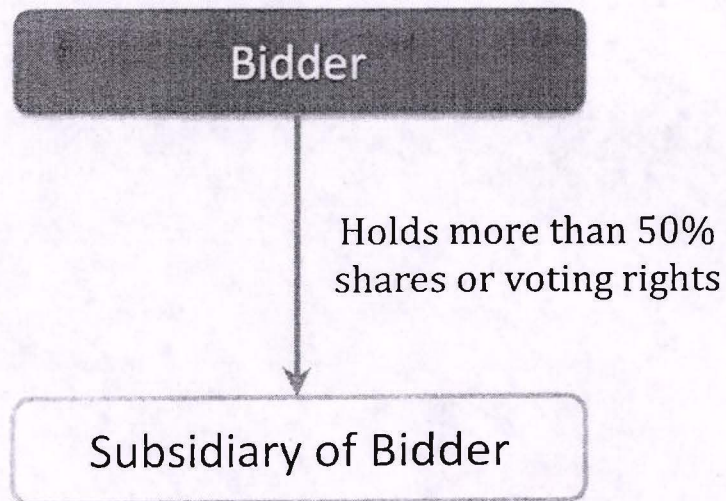 Bidder
Holds more than 50%
shares or voting rights
Subsidiary of Bidder